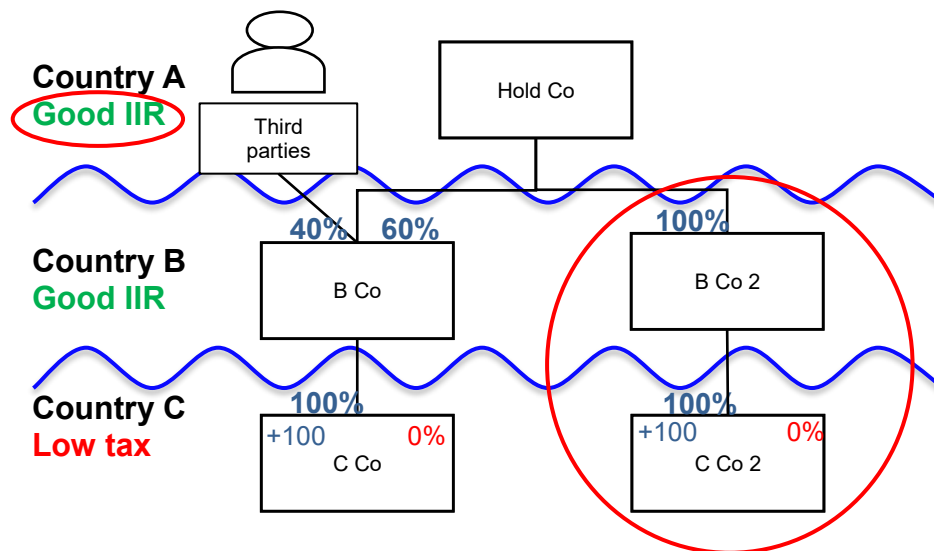 Country A
Good IIR
Third
parties
Hold Co
40%
60%
100%
Country B
Good IIR
B Co
B Co 2
Country C
Low tax
100%
+100
0%
C Co
100%
+100
0%
C Co 2